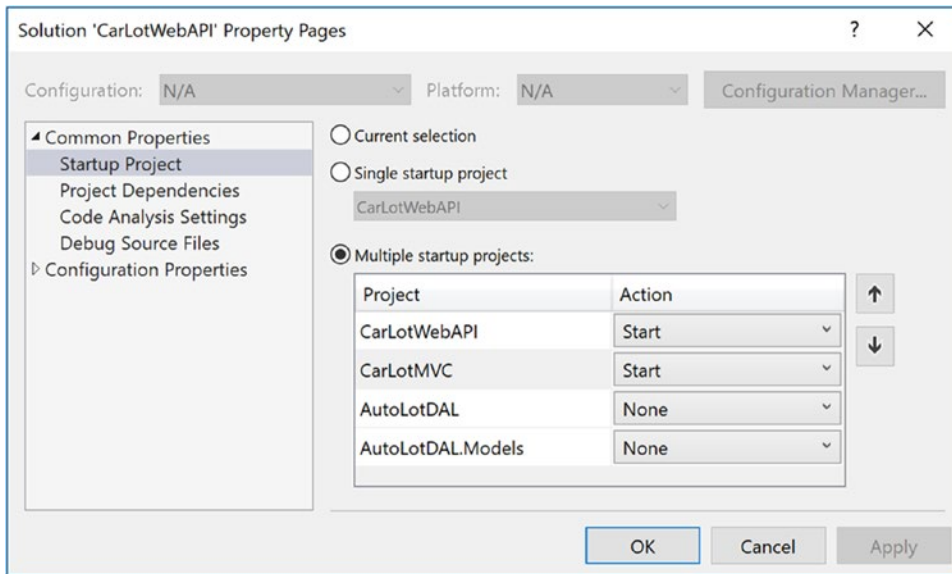 Solution 'CarLotWebAPI' Property Pages
?
Configuration: N/A Platform: N/A Configuration Manager...
Common Properties
Startup Project
Project Dependencies
Code Analysis Settings
Debug Source Files
Configuration Properties
Current selection
Single startup project
CarLotWebAPI
Multiple startup projects:
Project Action
CarLotWebAPI Start
CarLotMVC Start
AutoLotDAL None
AutoLotDAL.Models None
OK Cancel Apply